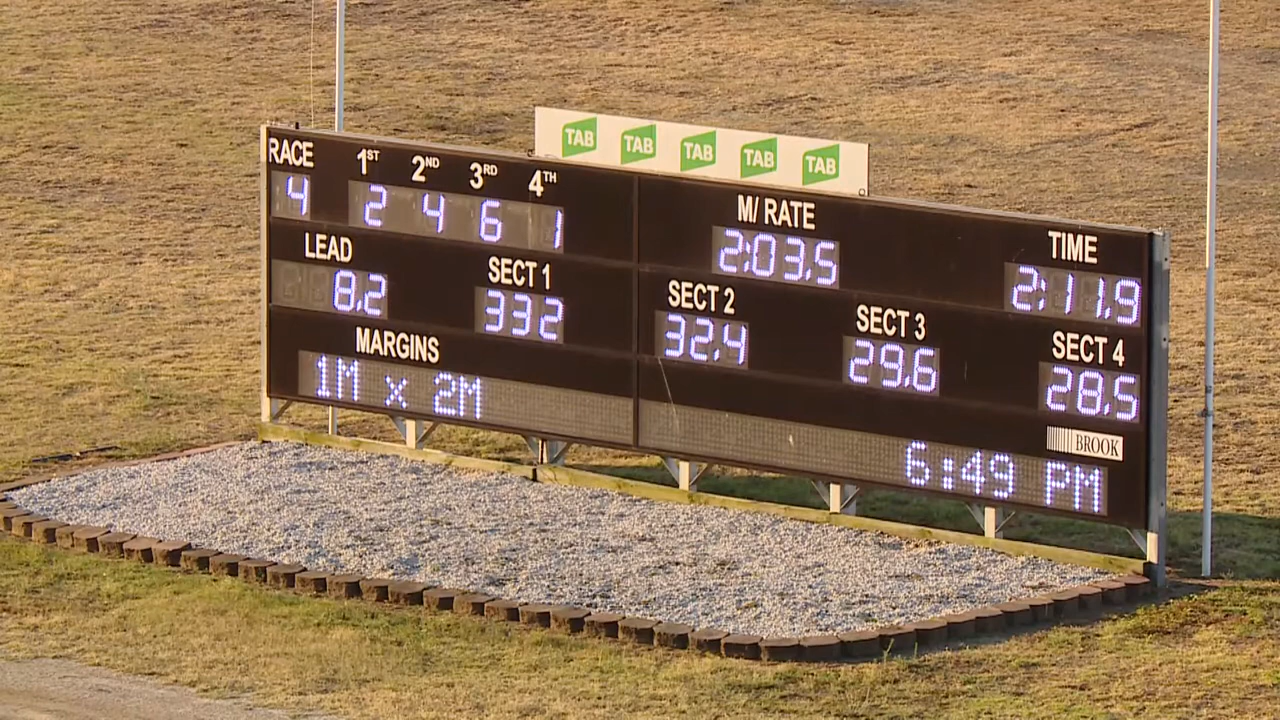 TAB TAB TAB TAB TAB
RACE 1ST 2ND 3RD 4TH
4 2 4 6 1
M/ RATE
2:03.5
TIME
2:11.9
LEAD
8.2
SECT 1
332
SECT 2
32.4
SECT 3
29.6
SECT 4
28.5
MARGINS
1M x 2M
BROOK
6:49 PM